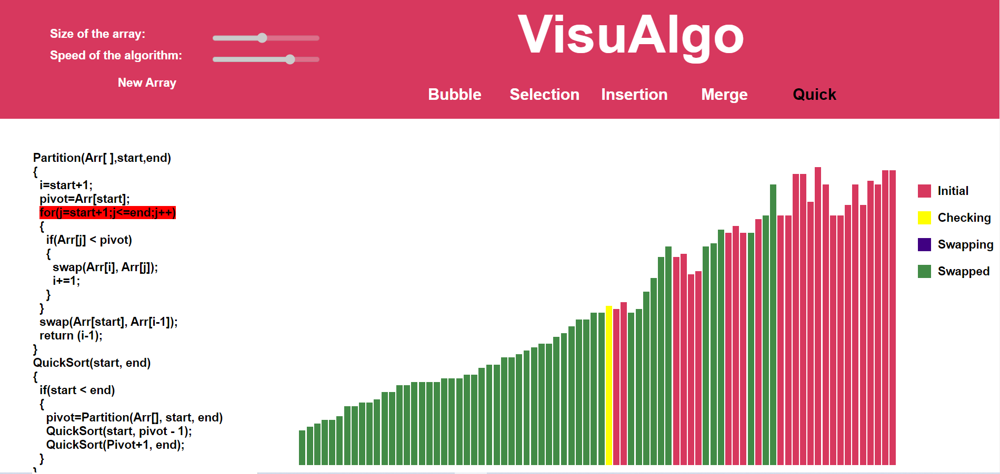 Size of the array:
Speed of the algorithm:
New Array
VisuAlgo
Bubble Selection Insertion Merge Quick
Partition(Arr[ ],start,end)
{
i=start+1;
pivot=Arr[start];
for(j=start+1;j<=end;j++)
{
if(Arr[j] < pivot)
{
swap(Arr[i], Arr[j]);
i+=1;
}
}
swap(Arr[start], Arr[i-1]);
return (i-1);
}
QuickSort(start, end)
{
if(start < end)
{
pivot=Partition(Arr[], start, end)
QuickSort(start, pivot - 1);
QuickSort(Pivot+1, end);
}
}
Initial
Checking
Swapping
Swapped